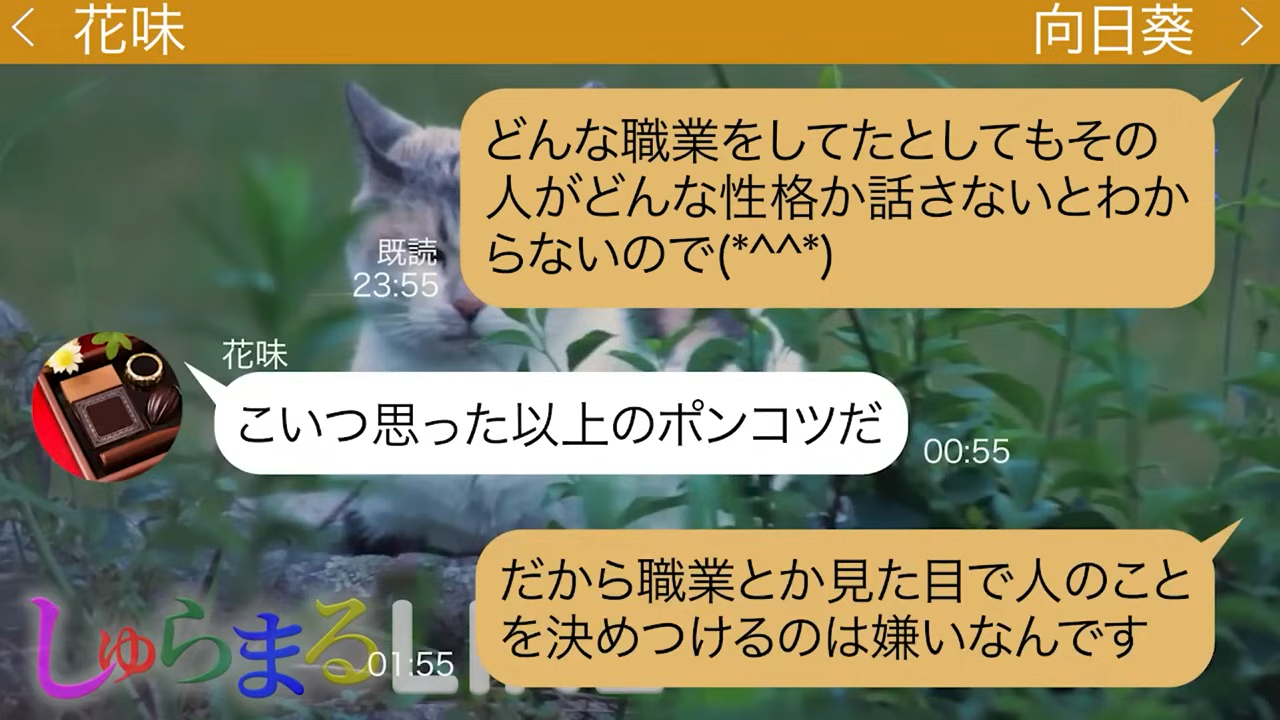 花味
向日葵
どんな職業をしてたとしてもその
人がどんな性格か話さないとわか
らないので(*^^*)
既読
23:55
花味
こいつ思った以上のポンコツだ
00:55
だから職業とか見た目で人のこと
を決めつけるのは嫌いなんです
01:55
しゅらまる